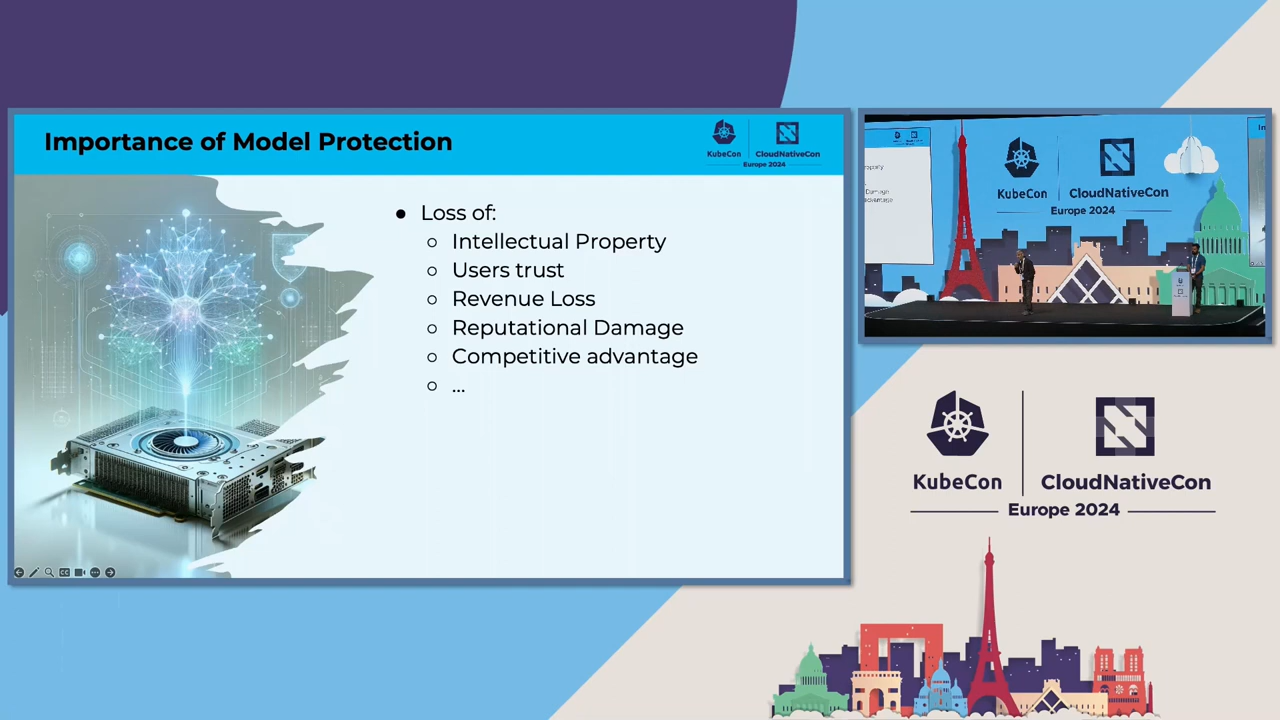 Importance of Model Protection
KubeCon
CloudNativeCon
Europe 2024
● Loss of:
○ Intellectual Property
○ Users trust
○ Revenue Loss
○ Reputational Damage
○ Competitive advantage
○ ...
KubeCon
CloudNativeCon
Europe 2024
KubeCon
CloudNativeCon
Europe 2024